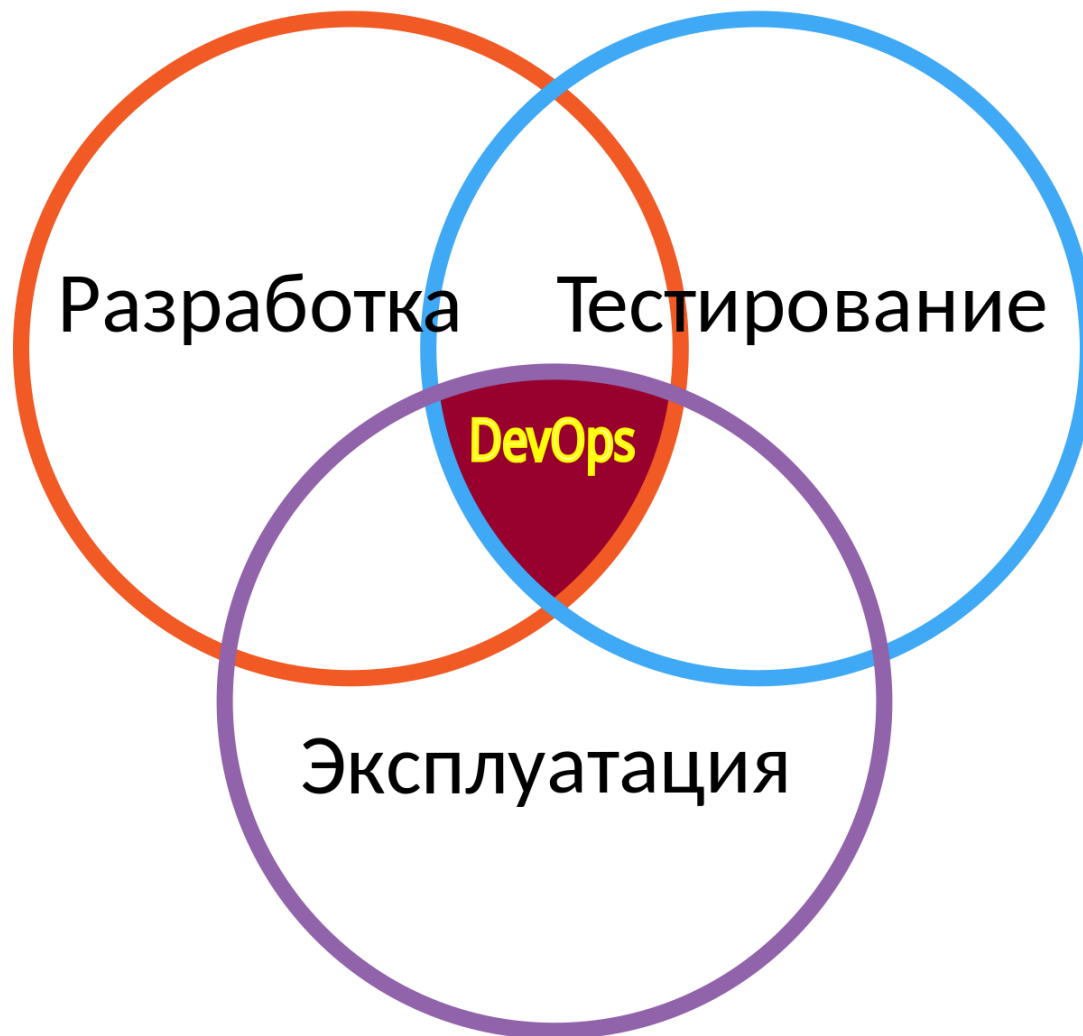 Разработка
Тестирование
DevOps
Эксплуатация